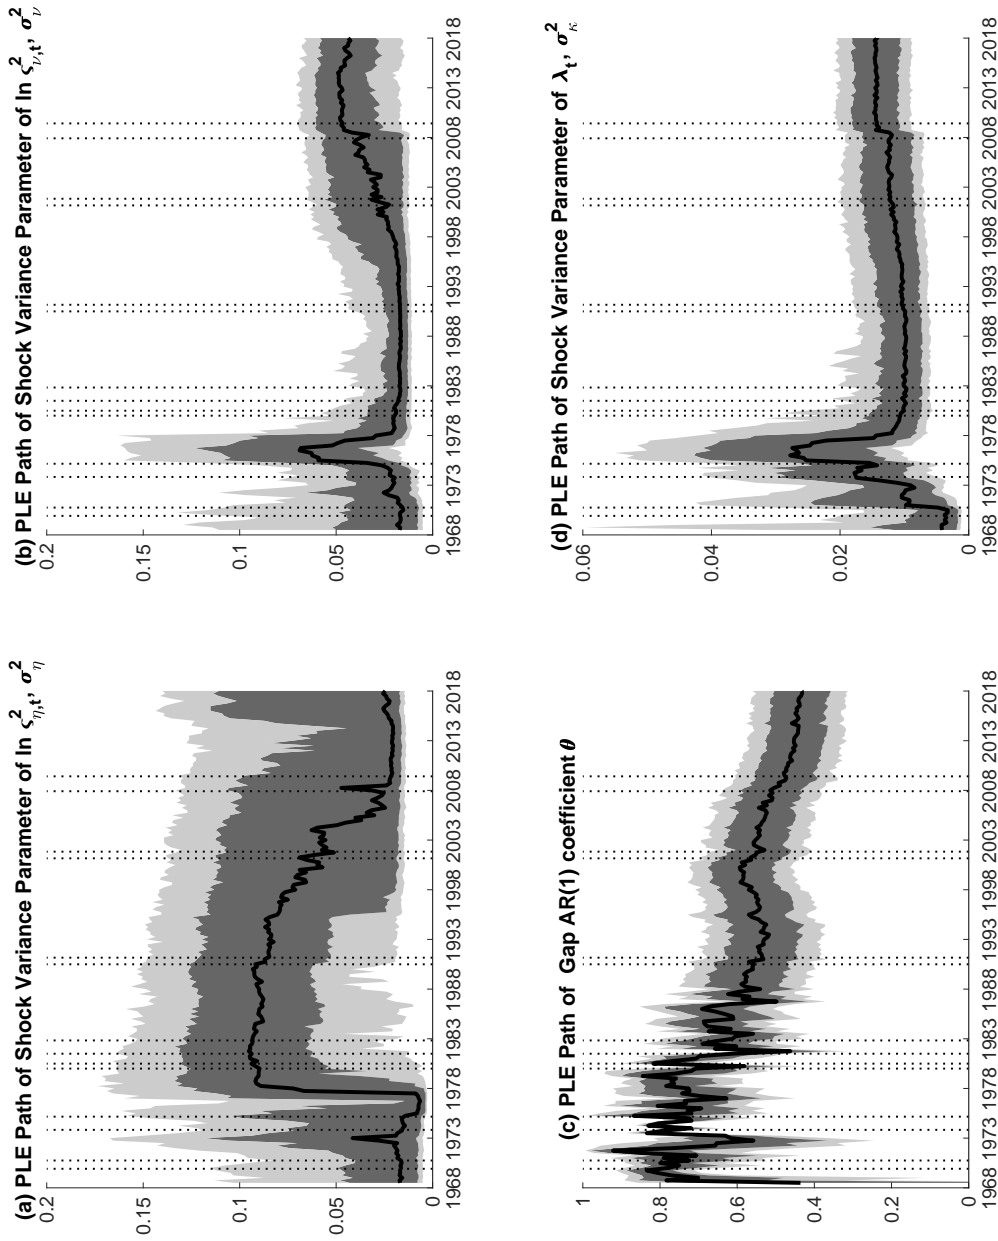 (a) PLE Path of Shock Variance Parameter of ln ς²η,t, σ²η
0.2
0.15
0.1
0.05
0
1968 1973 1978 1983 1988 1993 1998 2003 2008 2013 2018
(b) PLE Path of Shock Variance Parameter of ln ς²ν,t, σ²ν
0.2
0.15
0.1
0.05
0
1968 1973 1978 1983 1988 1993 1998 2003 2008 2013 2018
(c) PLE Path of Gap AR(1) coefficient θ
1
0.8
0.6
0.4
0.2
0
1968 1973 1978 1983 1988 1993 1998 2003 2008 2013 2018
(d) PLE Path of Shock Variance Parameter of λt, σ²κ
0.06
0.04
0.02
0
1968 1973 1978 1983 1988 1993 1998 2003 2008 2013 2018